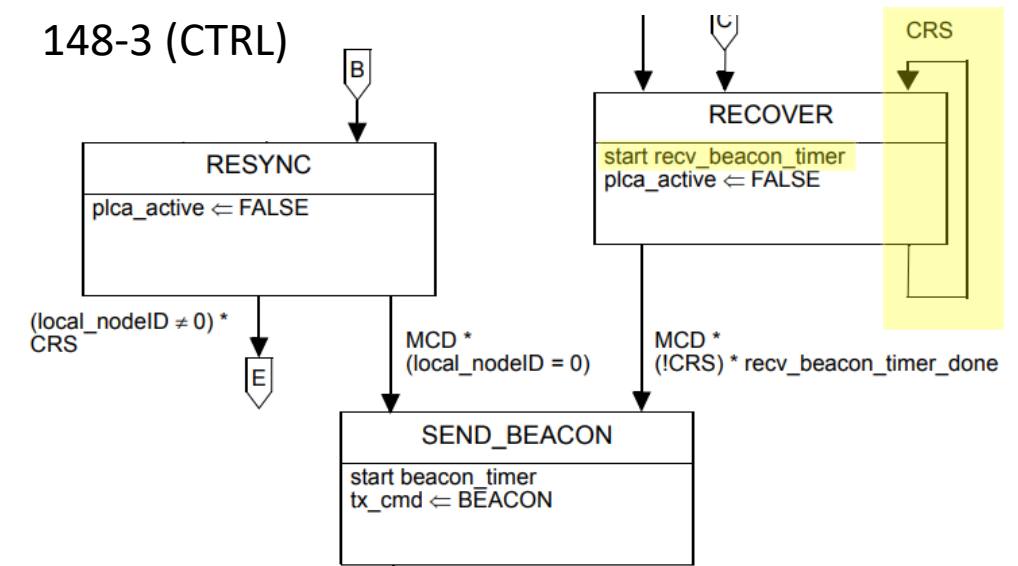 148-3 (CTRL)
B
C
CRS
RESYNC
plca_active ⇐ FALSE
RECOVER
start recv_beacon_timer
plca_active ⇐ FALSE
(local_nodeID ≠ 0) *
CRS
E
MCD *
(local_nodeID = 0)
MCD *
(!CRS) * recv_beacon_timer_done
SEND_BEACON
start beacon_timer
tx_cmd ⇐ BEACON